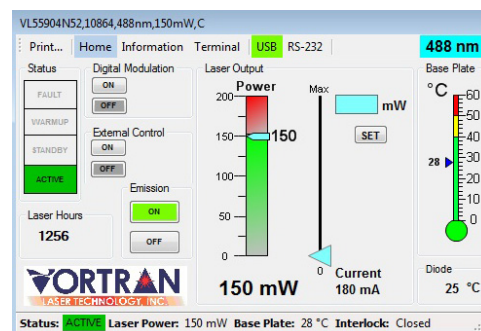 VL55904N52,10864,488nm,150mW,C
Print... Home Information Terminal USB RS-232 488 nm
Status
FAULT
WARMUP
STANDBY
ACTIVE
Laser Hours
1256
Digital Modulation
ON
OFF
External Control
ON
OFF
Emission
ON
OFF
VORTRAN
LASER TECHNOLOGY, INC.
Laser Output
Power
200
150
100
50
0
150
150 mW
Max
0
mW
SET
Current
180 mA
Base Plate
°C
60
50
40
30
20
10
0
28
Diode
25 °C
Status: ACTIVE Laser Power: 150 mW Base Plate: 28 °C Interlock: Closed